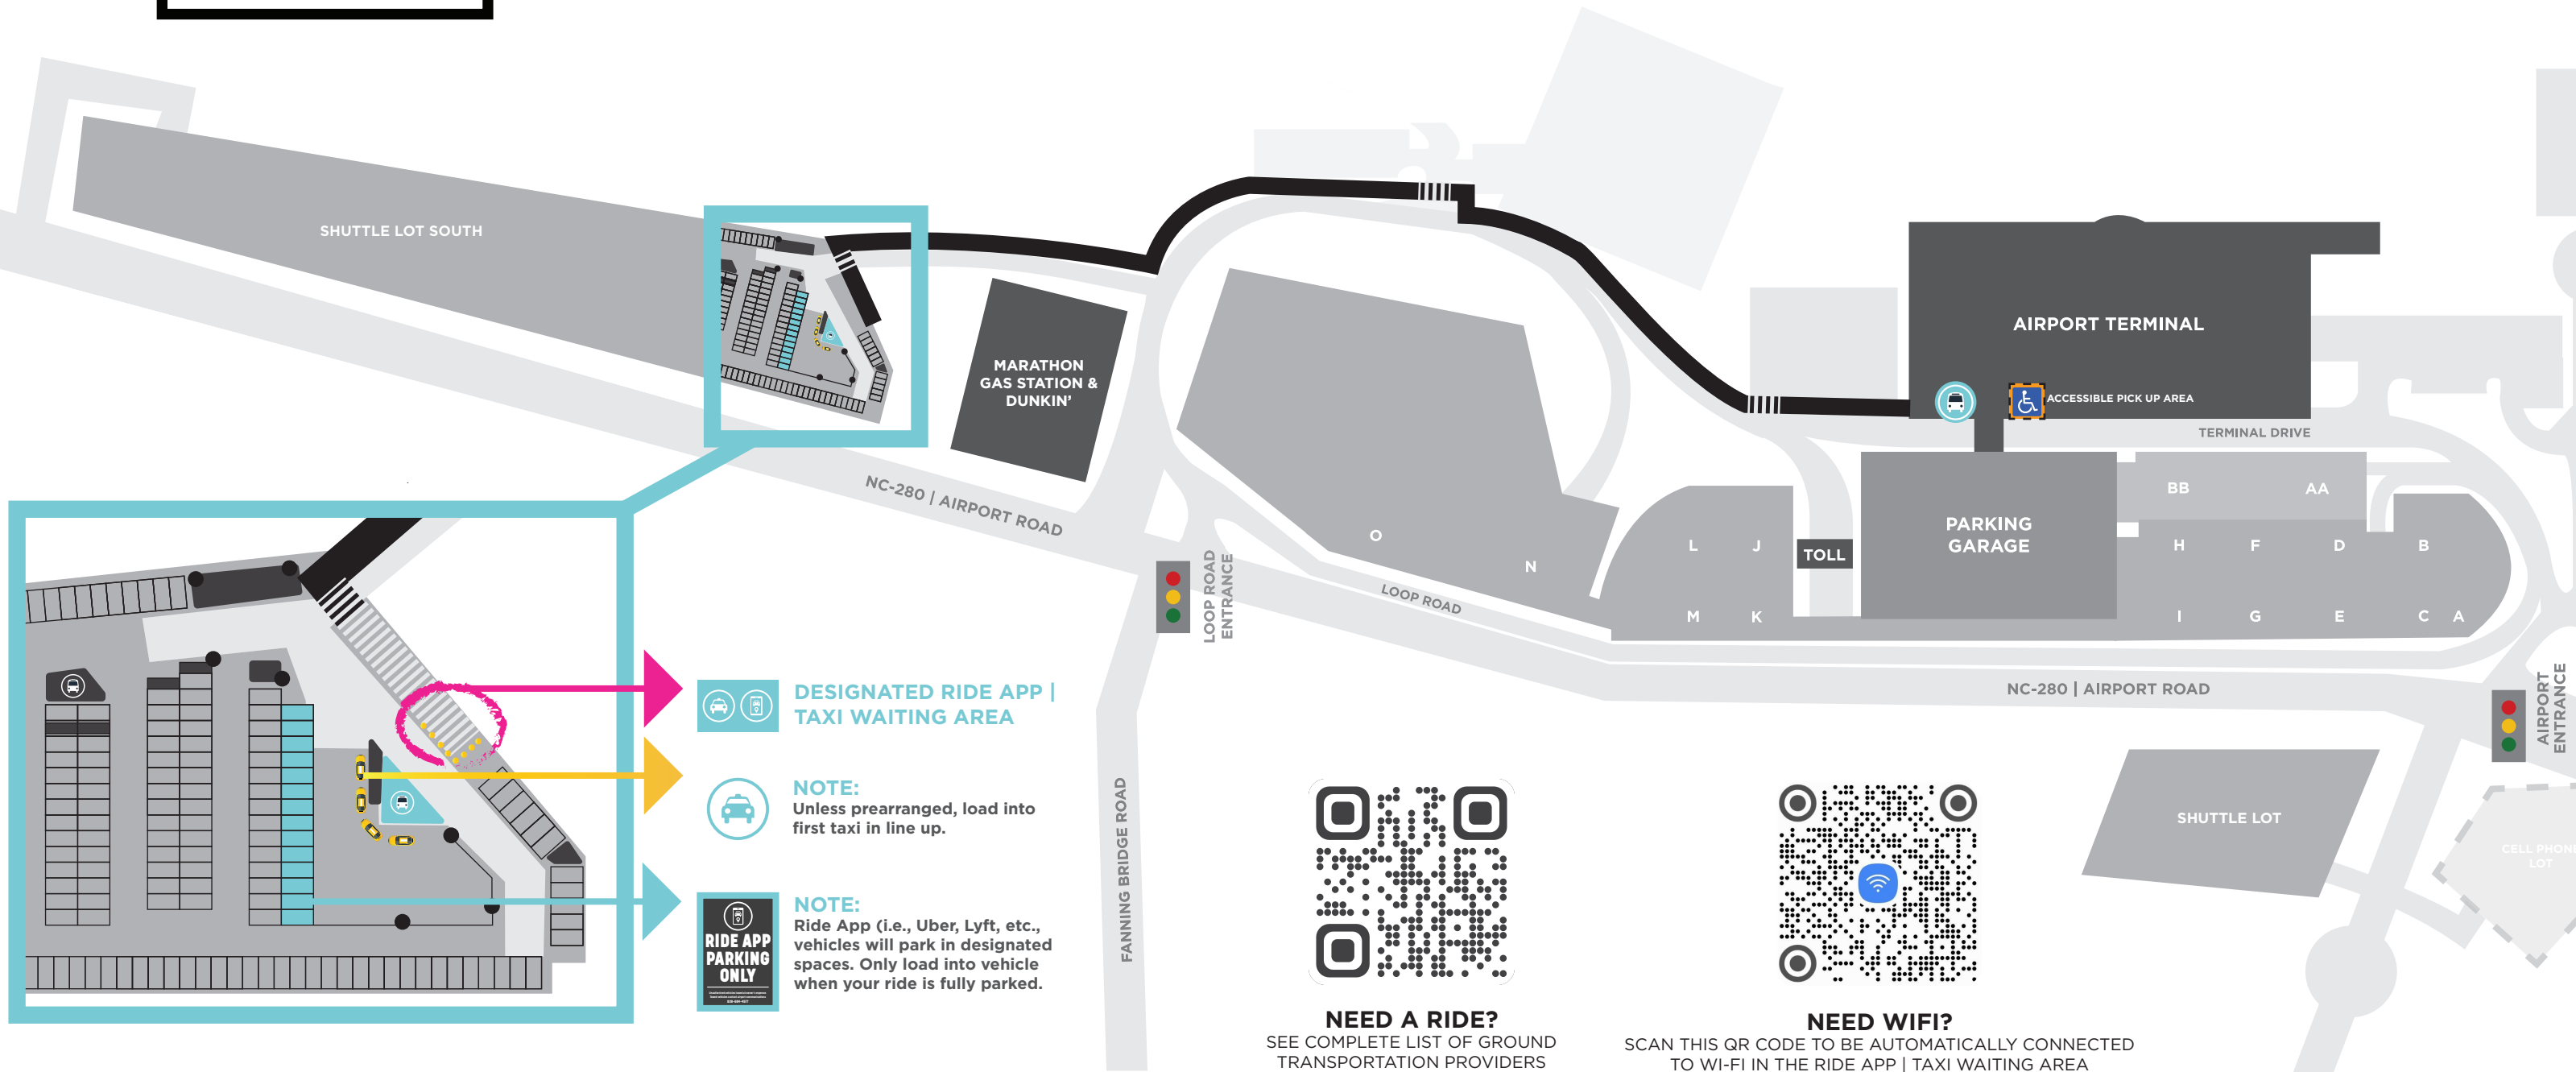 SHUTTLE LOT SOUTH
MARATHON
GAS STATION &
DUNKIN’
AIRPORT TERMINAL
ACCESSIBLE PICK UP AREA
TERMINAL DRIVE
NC-280 | AIRPORT ROAD
BB
AA
PARKING
GARAGE
O
N
L
J
TOLL
H
F
D
B
M
K
I
G
E
C
A
LOOP ROAD
LOOP ROAD
ENTRANCE
NC-280 | AIRPORT ROAD
AIRPORT
ENTRANCE
FANNING BRIDGE ROAD
SHUTTLE LOT
CELL PHONE
LOT
DESIGNATED RIDE APP |
TAXI WAITING AREA
NOTE:
Unless prearranged, load into
first taxi in line up.
RIDE APP
PARKING
ONLY
NOTE:
Ride App (i.e., Uber, Lyft, etc.,
vehicles will park in designated
spaces. Only load into vehicle
when your ride is fully parked.
NEED A RIDE?
SEE COMPLETE LIST OF GROUND
TRANSPORTATION PROVIDERS
NEED WIFI?
SCAN THIS QR CODE TO BE AUTOMATICALLY CONNECTED
TO WI-FI IN THE RIDE APP | TAXI WAITING AREA